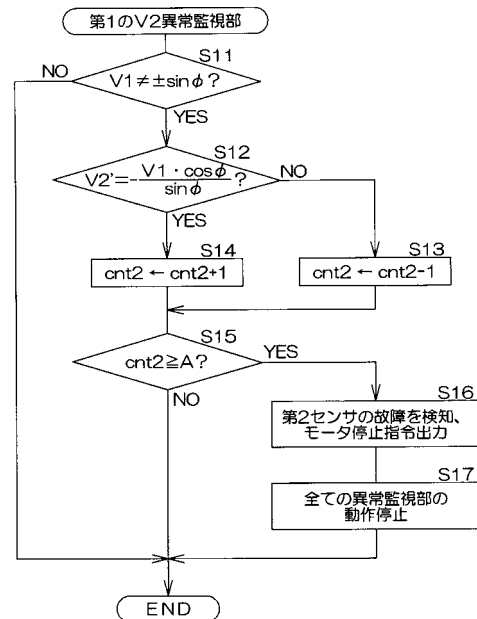 第1のV2異常監視部
S11
NO
V1≠±sinφ?
YES
S12
V2'=-V1・cosφ/sinφ?
NO
YES
S14
S13
cnt2 ← cnt2+1
cnt2 ← cnt2-1
S15
cnt2≧A?
YES
NO
S16
第2センサの故障を検知、
モータ停止指令出力
S17
全ての異常監視部の
動作停止
END